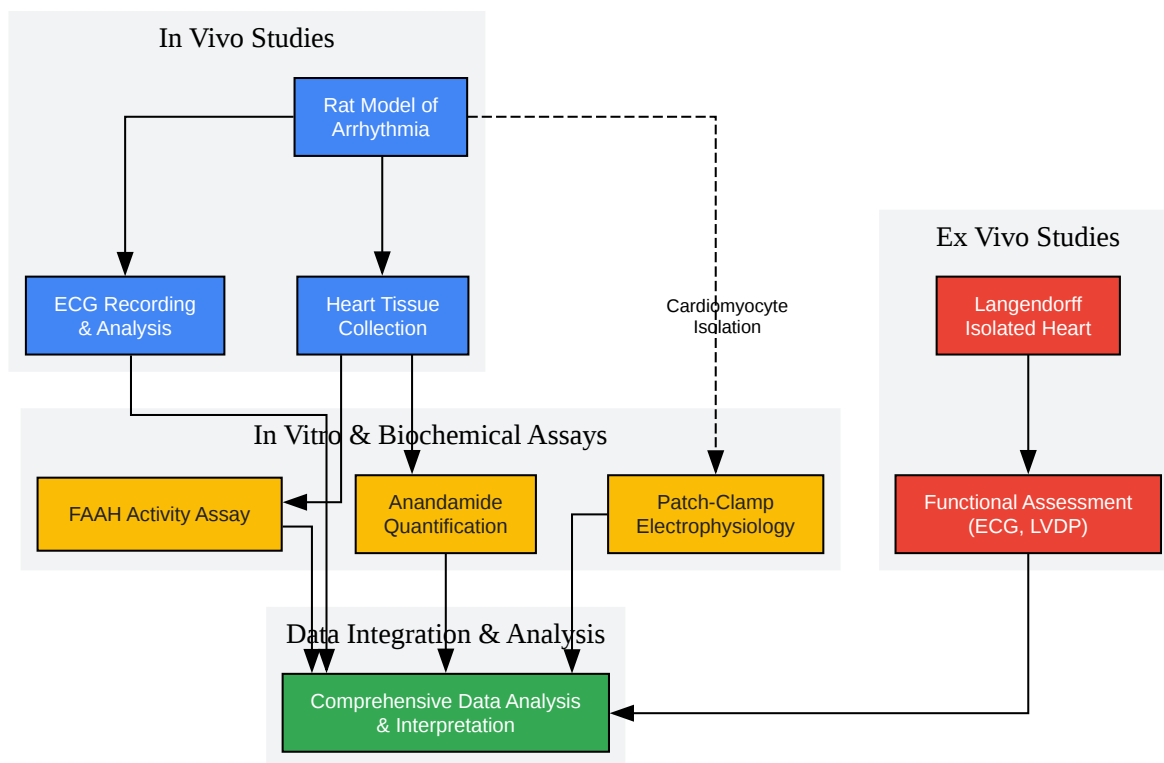 In Vivo Studies
Rat Model of
Arrhythmia
Ex Vivo Studies
ECG Recording
& Analysis
Heart Tissue
Collection
Cardiomyocyte
Isolation
Langendorff
Isolated Heart
In Vitro & Biochemical Assays
FAAH Activity Assay
Anandamide
Quantification
Patch-Clamp
Electrophysiology
Functional Assessment
(ECG, LVDP)
Data Integration & Analysis
Comprehensive Data Analysis
& Interpretation